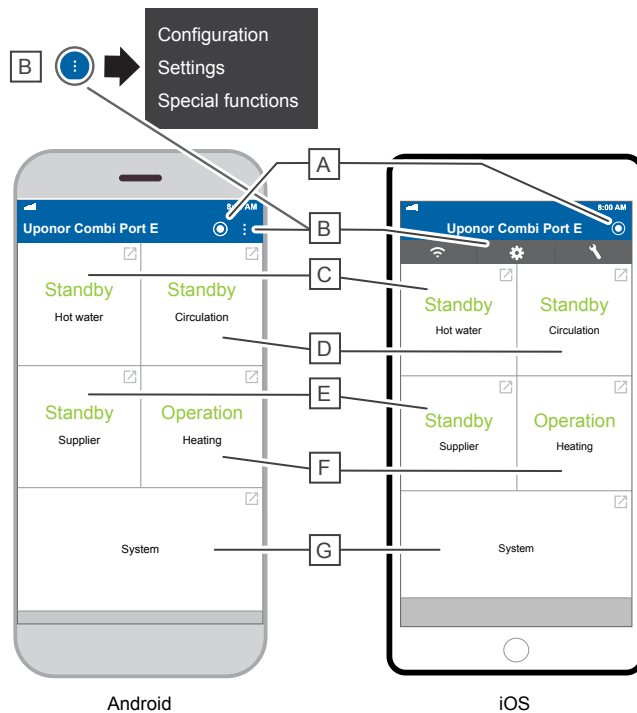 Configuration
B
Settings
Special functions
A
8:00 AM
8:00 AM
Uponor Combi Port E
B
Uponor Combi Port E
C
Standby
Standby
Standby
Standby
Hot water
Circulation
Hot water
Circulation
D
E
Standby
Operation
Standby
Operation
Supplier
Heating
Supplier
Heating
F
System
G
System
Android
iOS